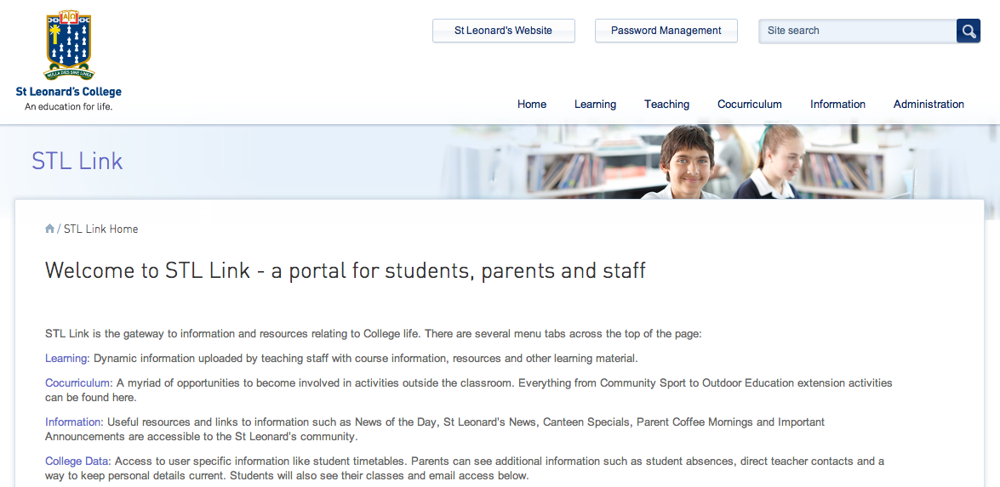 St Leonard's Website
Password Management
Site search
ΑΩ
NULLA DIES SINE LINEA
St Leonard's College
An education for life.
Home
Learning
Teaching
Cocurriculum
Information
Administration
STL Link
/ STL Link Home
Welcome to STL Link - a portal for students, parents and staff
STL Link is the gateway to information and resources relating to College life. There are several menu tabs across the top of the page:
Learning: Dynamic information uploaded by teaching staff with course information, resources and other learning material.
Cocurriculum: A myriad of opportunities to become involved in activities outside the classroom. Everything from Community Sport to Outdoor Education extension activities
can be found here.
Information: Useful resources and links to information such as News of the Day, St Leonard's News, Canteen Specials, Parent Coffee Mornings and Important
Announcements are accessible to the St Leonard's community.
College Data: Access to user specific information like student timetables. Parents can see additional information such as student absences, direct teacher contacts and a
way to keep personal details current. Students will also see their classes and email access below.